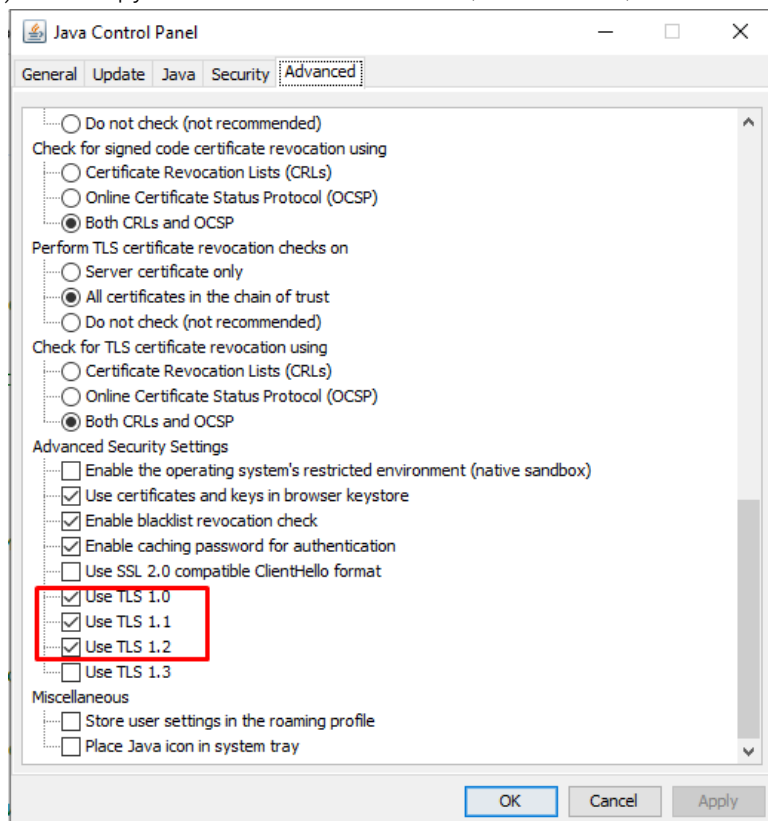 Java Control Panel
General Update Java Security Advanced
Do not check (not recommended)
Check for signed code certificate revocation using
Certificate Revocation Lists (CRLs)
Online Certificate Status Protocol (OCSP)
Both CRLs and OCSP
Perform TLS certificate revocation checks on
Server certificate only
All certificates in the chain of trust
Do not check (not recommended)
Check for TLS certificate revocation using
Certificate Revocation Lists (CRLs)
Online Certificate Status Protocol (OCSP)
Both CRLs and OCSP
Advanced Security Settings
Enable the operating system's restricted environment (native sandbox)
Use certificates and keys in browser keystore
Enable blacklist revocation check
Enable caching password for authentication
Use SSL 2.0 compatible ClientHello format
Use TLS 1.0
Use TLS 1.1
Use TLS 1.2
Use TLS 1.3
Miscellaneous
Store user settings in the roaming profile
Place Java icon in system tray
OK Cancel Apply